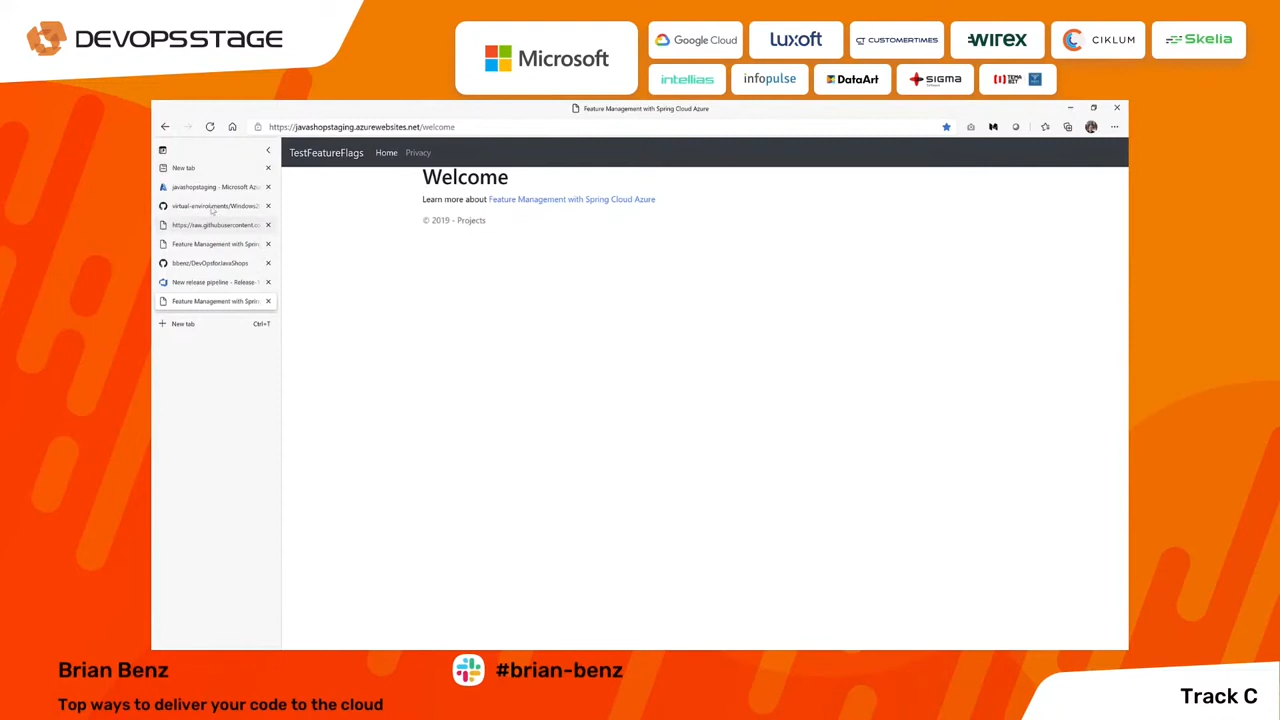 DEVOPSSTAGE
Microsoft
Google Cloud
Luxoft
CUSTOMERTIMES
WIREX
CIKLUM
Skelia
intellias
infopulse
DataArt
SIGMA
Software
TEMA
BIT
Feature Management with Spring Cloud Azure
https://javashopstaging.azurewebsites.net/welcome
New tab
javashopstaging - Microsoft Azu
virtual-environments/Windows2
https://raw.githubusercontent.co
Feature Management with Sprin
bbenz/DevOpsforJavaShops
New release pipeline - Release-
Feature Management with Sprin
New tab Ctrl+T
TestFeatureFlags Home Privacy
Welcome
Learn more about Feature Management with Spring Cloud Azure
© 2019 - Projects
Brian Benz
#brian-benz
Top ways to deliver your code to the cloud
Track C